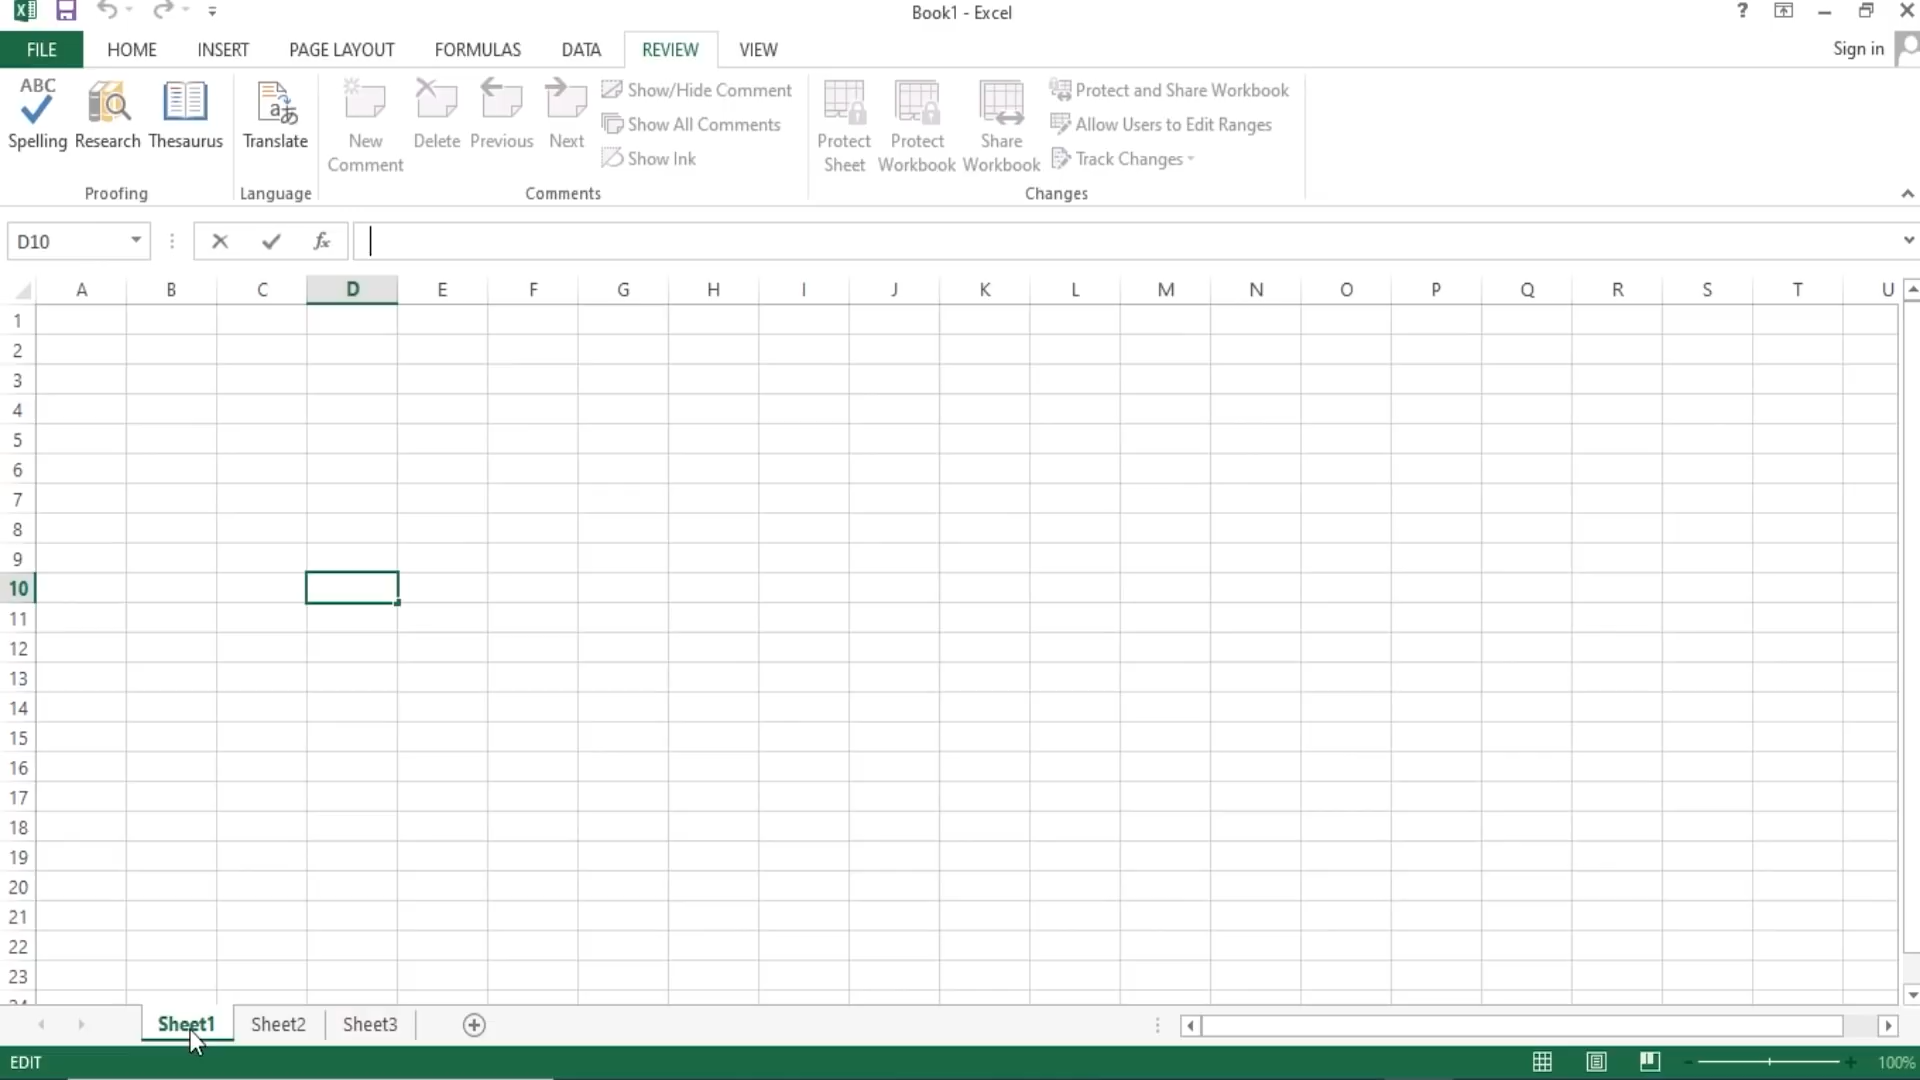 Book1 - Excel
?
FILE HOME INSERT PAGE LAYOUT FORMULAS DATA REVIEW VIEW
Sign in
ABC
Spelling Research Thesaurus
Proofing
Translate
Language
New Comment
Delete Previous Next
Show/Hide Comment
Show All Comments
Show Ink
Comments
Protect Sheet
Protect Workbook
Share Workbook
Protect and Share Workbook
Allow Users to Edit Ranges
Track Changes
Changes
D10
fx
A B C D E F G H I J K L M N O P Q R S T U
1
2
3
4
5
6
7
8
9
10
11
12
13
14
15
16
17
18
19
20
21
22
23
Sheet1 Sheet2 Sheet3
EDIT
100%